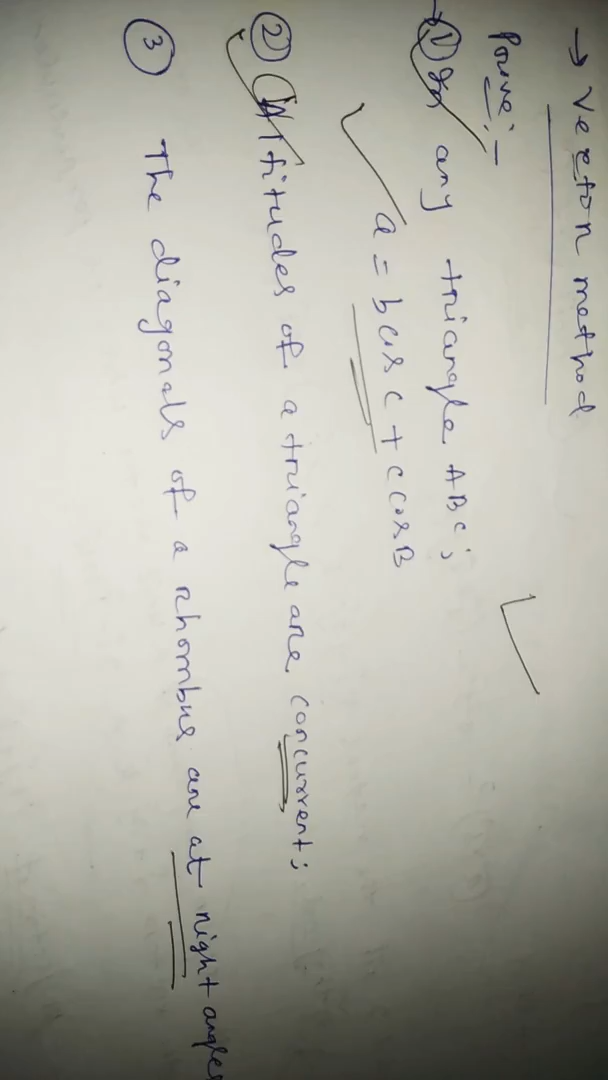 → Vector method
Prove:-
→ ① In any triangle ABC;
a = b cos C + c cos B
② Altitudes of a triangle are concurrent;
③ The diagonals of a rhombus are at right angles